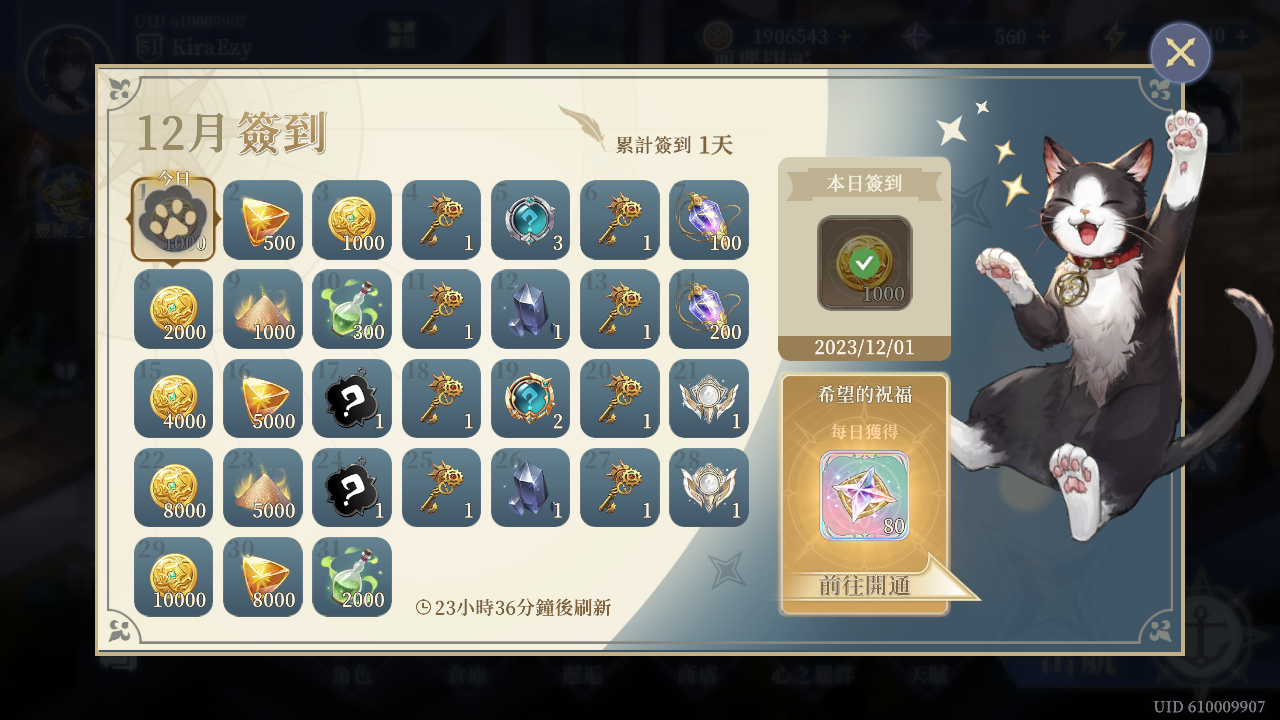 UID 610009907
51 KiraEzy
1906543 +
560 +
12月 簽到
累計簽到 1天
今日
1 1000
2 500
3 1000
4 1
5 3
6 1
7 100
8 2000
9 1000
10 300
11 1
12 1
13 1
14 200
15 4000
16 5000
17 1
18 1
19 2
20 1
21 1
22 8000
23 5000
24 1
25 1
26 1
27 1
28 1
29 10000
30 8000
31 2000
23小時36分鐘後刷新
本日簽到
1000
2023/12/01
希望的祝福
每日獲得
80
前往開通
角色
倉庫
邂逅
商店
心之羈絆
天賦
出航
UID 610009907